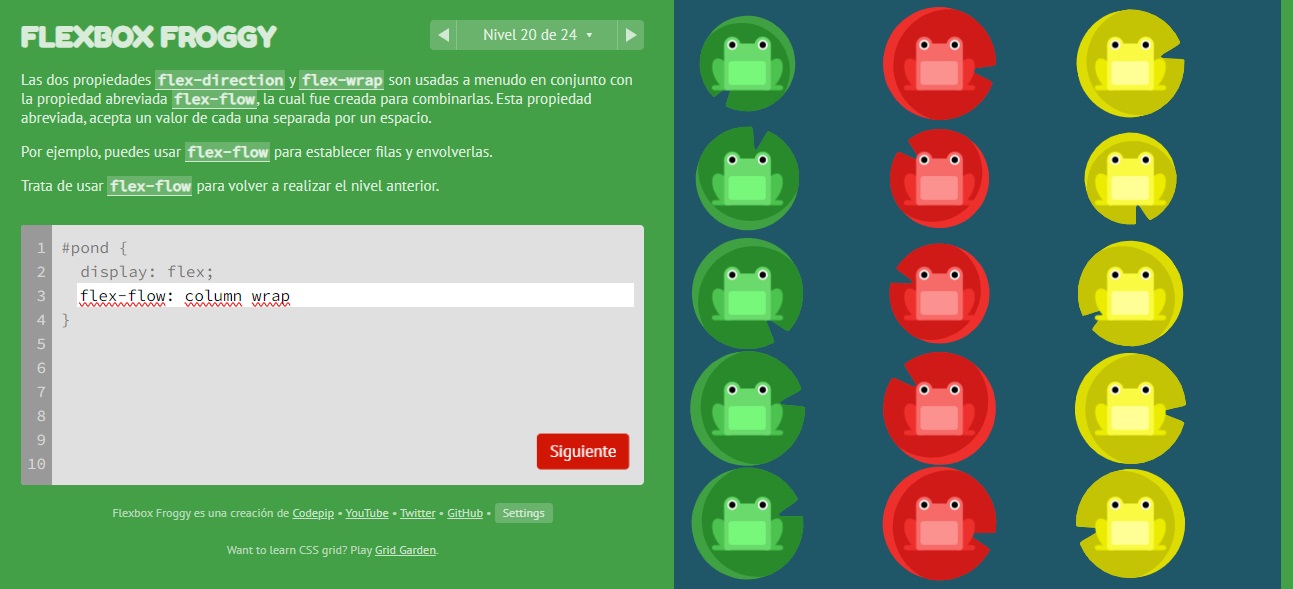 FLEXBOX FROGGY
Nivel 20 de 24
Las dos propiedades flex-direction y flex-wrap son usadas a menudo en conjunto con
la propiedad abreviada flex-flow, la cual fue creada para combinarlas. Esta propiedad
abreviada, acepta un valor de cada una separada por un espacio.
Por ejemplo, puedes usar flex-flow para establecer filas y envolverlas.
Trata de usar flex-flow para volver a realizar el nivel anterior.
1 #pond {
2 display: flex;
3 flex-flow: column wrap
4 }
5
6
7
8
9
10
Siguiente
Flexbox Froggy es una creación de Codepip • YouTube • Twitter • GitHub • Settings
Want to learn CSS grid? Play Grid Garden.